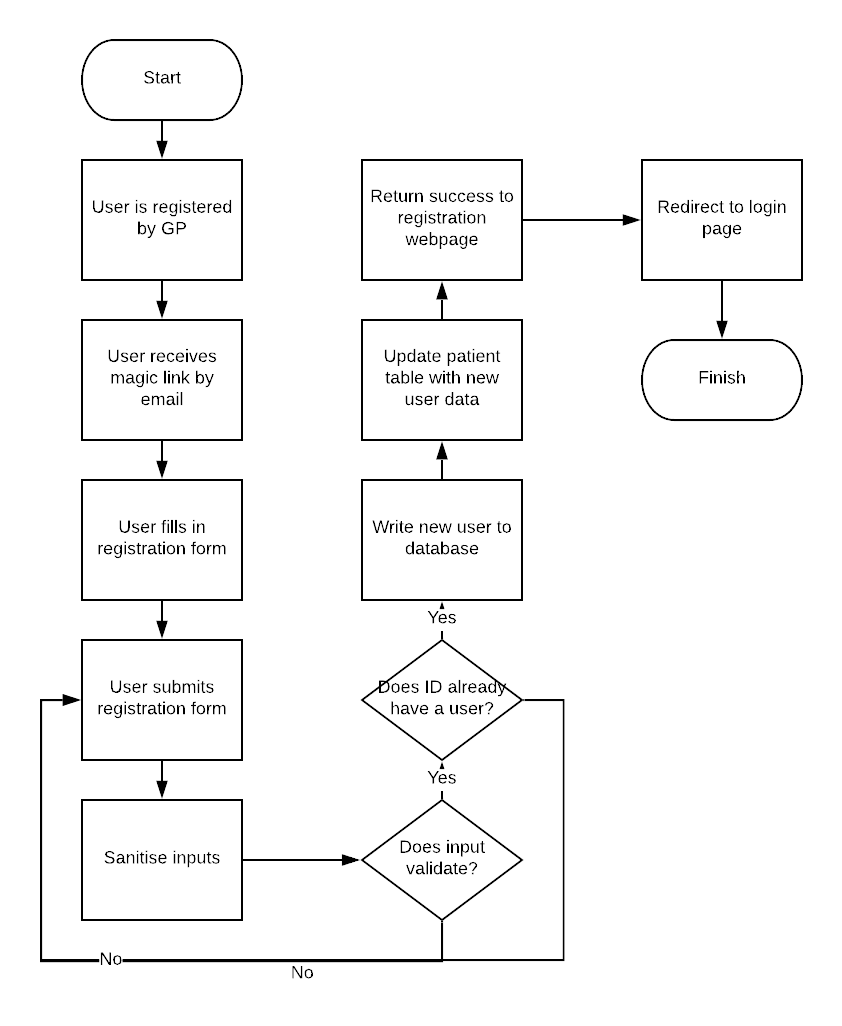 Start
User is registered
by GP
User receives
magic link by
email
User fills in
registration form
User submits
registration form
Sanitise inputs
Does input
validate?
Yes
Does ID already
have a user?
Yes
Write new user to
database
Update patient
table with new
user data
Return success to
registration
webpage
Redirect to login
page
Finish
No
No